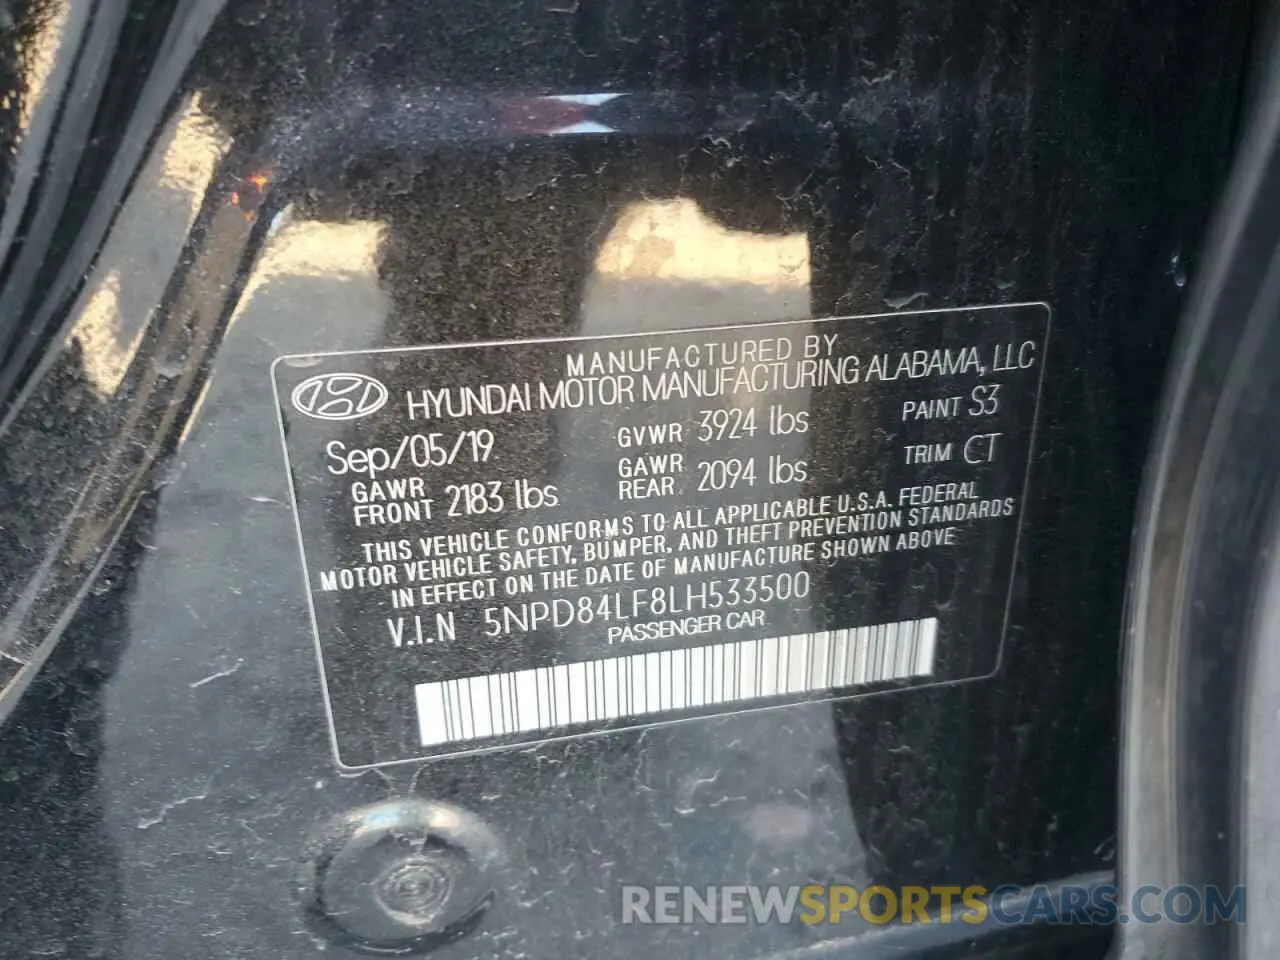 MANUFACTURED BY
HYUNDAI MOTOR MANUFACTURING ALABAMA, LLC
Sep/05/19 GVWR 3924 lbs PAINT S3
GAWR FRONT 2183 lbs GAWR REAR 2094 lbs TRIM CT
THIS VEHICLE CONFORMS TO ALL APPLICABLE U.S.A. FEDERAL
MOTOR VEHICLE SAFETY, BUMPER, AND THEFT PREVENTION STANDARDS
IN EFFECT ON THE DATE OF MANUFACTURE SHOWN ABOVE
V.I.N 5NPD84LF8LH533500
PASSENGER CAR
RENEWSPORTSCARS.COM